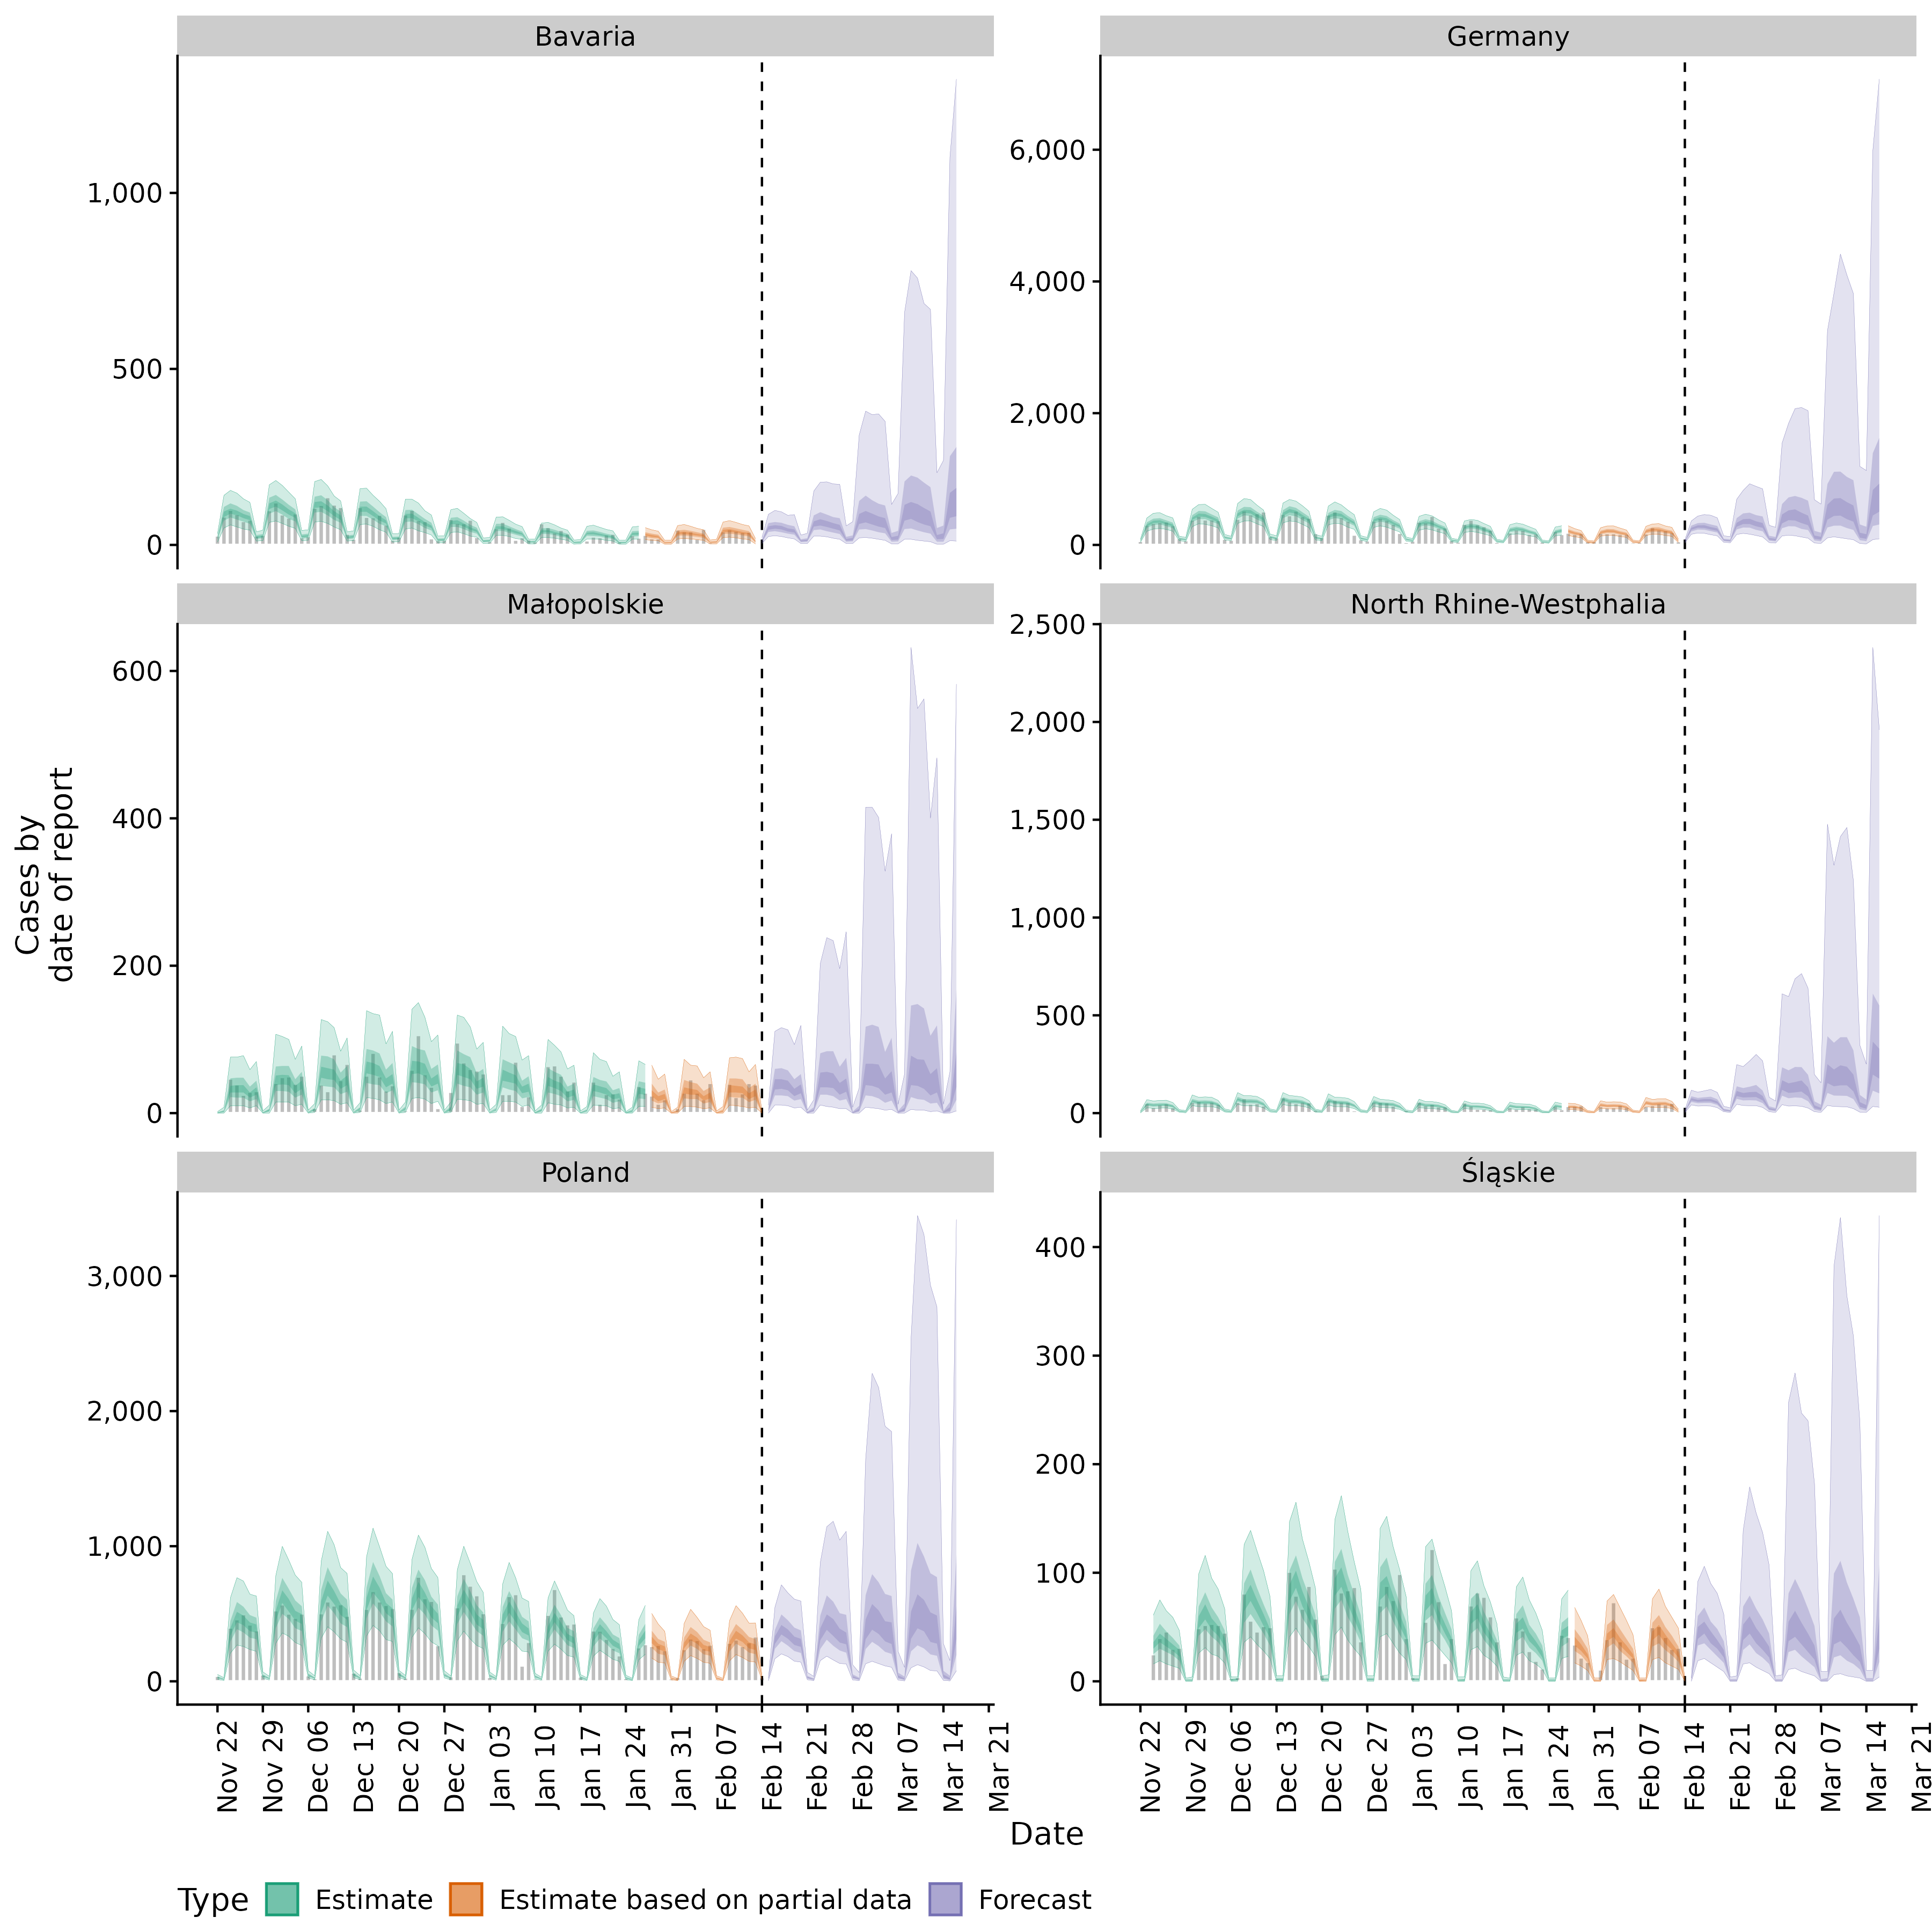 Bavaria
Germany
1,000
500
0
6,000
4,000
2,000
0
Małopolskie
North Rhine-Westphalia
600
400
200
0
2,500
2,000
1,500
1,000
500
0
Cases by
date of report
Poland
Śląskie
3,000
2,000
1,000
0
400
300
200
100
0
Nov 22
Nov 29
Dec 06
Dec 13
Dec 20
Dec 27
Jan 03
Jan 10
Jan 17
Jan 24
Jan 31
Feb 07
Feb 14
Feb 21
Feb 28
Mar 07
Mar 14
Mar 21
Nov 22
Nov 29
Dec 06
Dec 13
Dec 20
Dec 27
Jan 03
Jan 10
Jan 17
Jan 24
Jan 31
Feb 07
Feb 14
Feb 21
Feb 28
Mar 07
Mar 14
Mar 21
Date
Type Estimate Estimate based on partial data Forecast